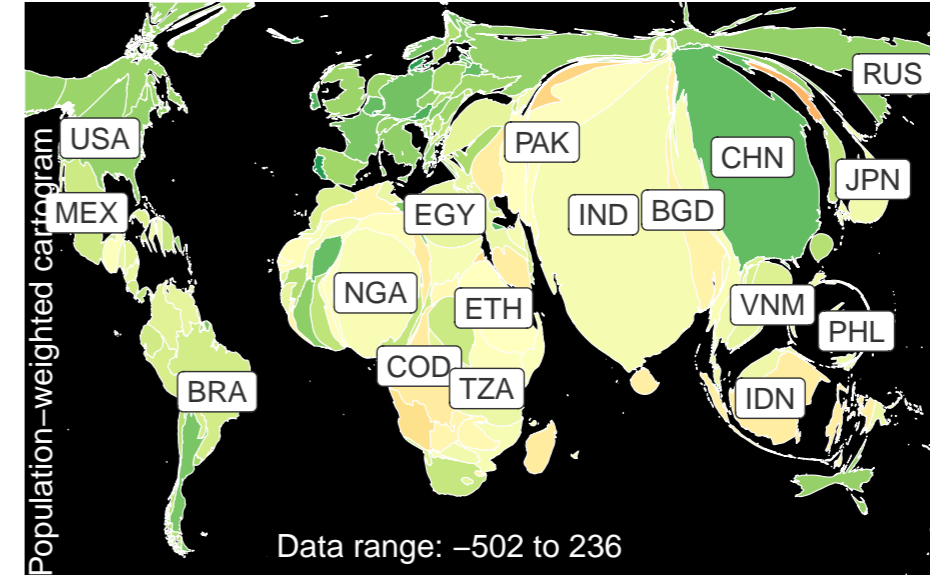 RUS
USA
PAK
CHN
JPN
MEX
EGY
IND
BGD
NGA
ETH
VNM
PHL
COD
TZA
BRA
IDN
Population−weighted cartogram
Data range: −502 to 236